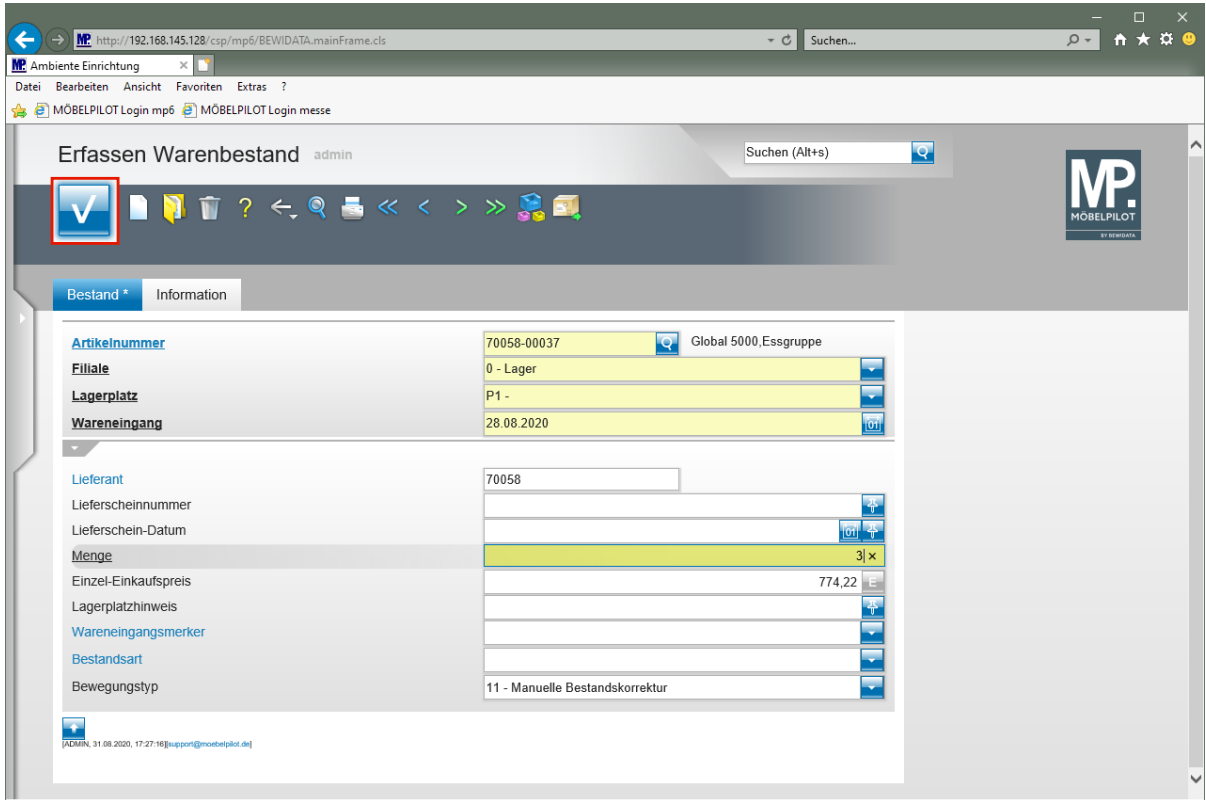 http://192.168.145.128/csp/mp6/BEWIDATA.mainFrame.cls
Suchen...
MP. Ambiente Einrichtung
Datei Bearbeiten Ansicht Favoriten Extras ?
MÖBELPILOT Login mp6 MÖBELPILOT Login messe
Erfassen Warenbestand admin
Suchen (Alt+s)
MP.
MÖBELPILOT
BY BEWIDATA
Bestand * Information
Artikelnummer 70058-00037 Global 5000,Essgruppe
Filiale 0 - Lager
Lagerplatz P1 -
Wareneingang 28.08.2020 01
Lieferant 70058
Lieferscheinnummer
Lieferschein-Datum 01
Menge 3
Einzel-Einkaufspreis 774,22 E
Lagerplatzhinweis
Wareneingangsmerker
Bestandsart
Bewegungstyp 11 - Manuelle Bestandskorrektur
[ADMIN, 31.08.2020, 17:27:16][support@moebelpilot.de]